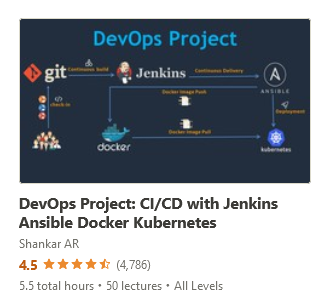 DevOps Project
git
Continuous Build
Jenkins
Continuous Delivery
ANSIBLE
check-in
Docker Image Push
Deployment
docker
Docker Image Pull
kubernetes
DevOps Project: CI/CD with Jenkins
Ansible Docker Kubernetes
Shankar AR
4.5 (4,786)
5.5 total hours • 50 lectures • All Levels